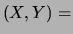 (X, Y) =